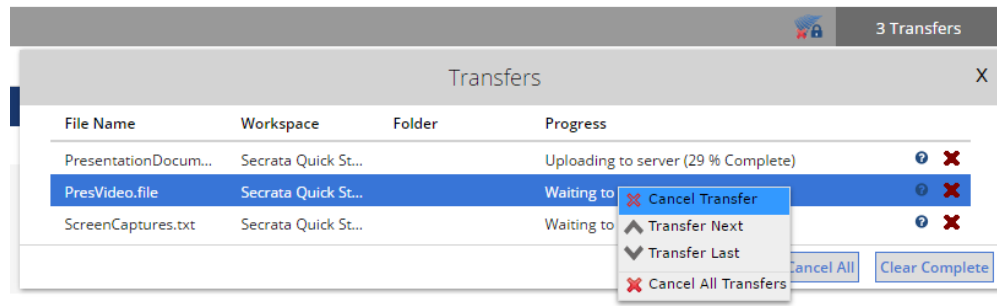 3 Transfers
Transfers X
File Name Workspace Folder Progress
PresentationDocum... Secrata Quick St... Uploading to server (29 % Complete)
PresVideo.file Secrata Quick St... Waiting to
Cancel Transfer
Transfer Next
ScreenCaptures.txt Secrata Quick St... Waiting to
Transfer Last
Cancel All Clear Complete
Cancel All Transfers